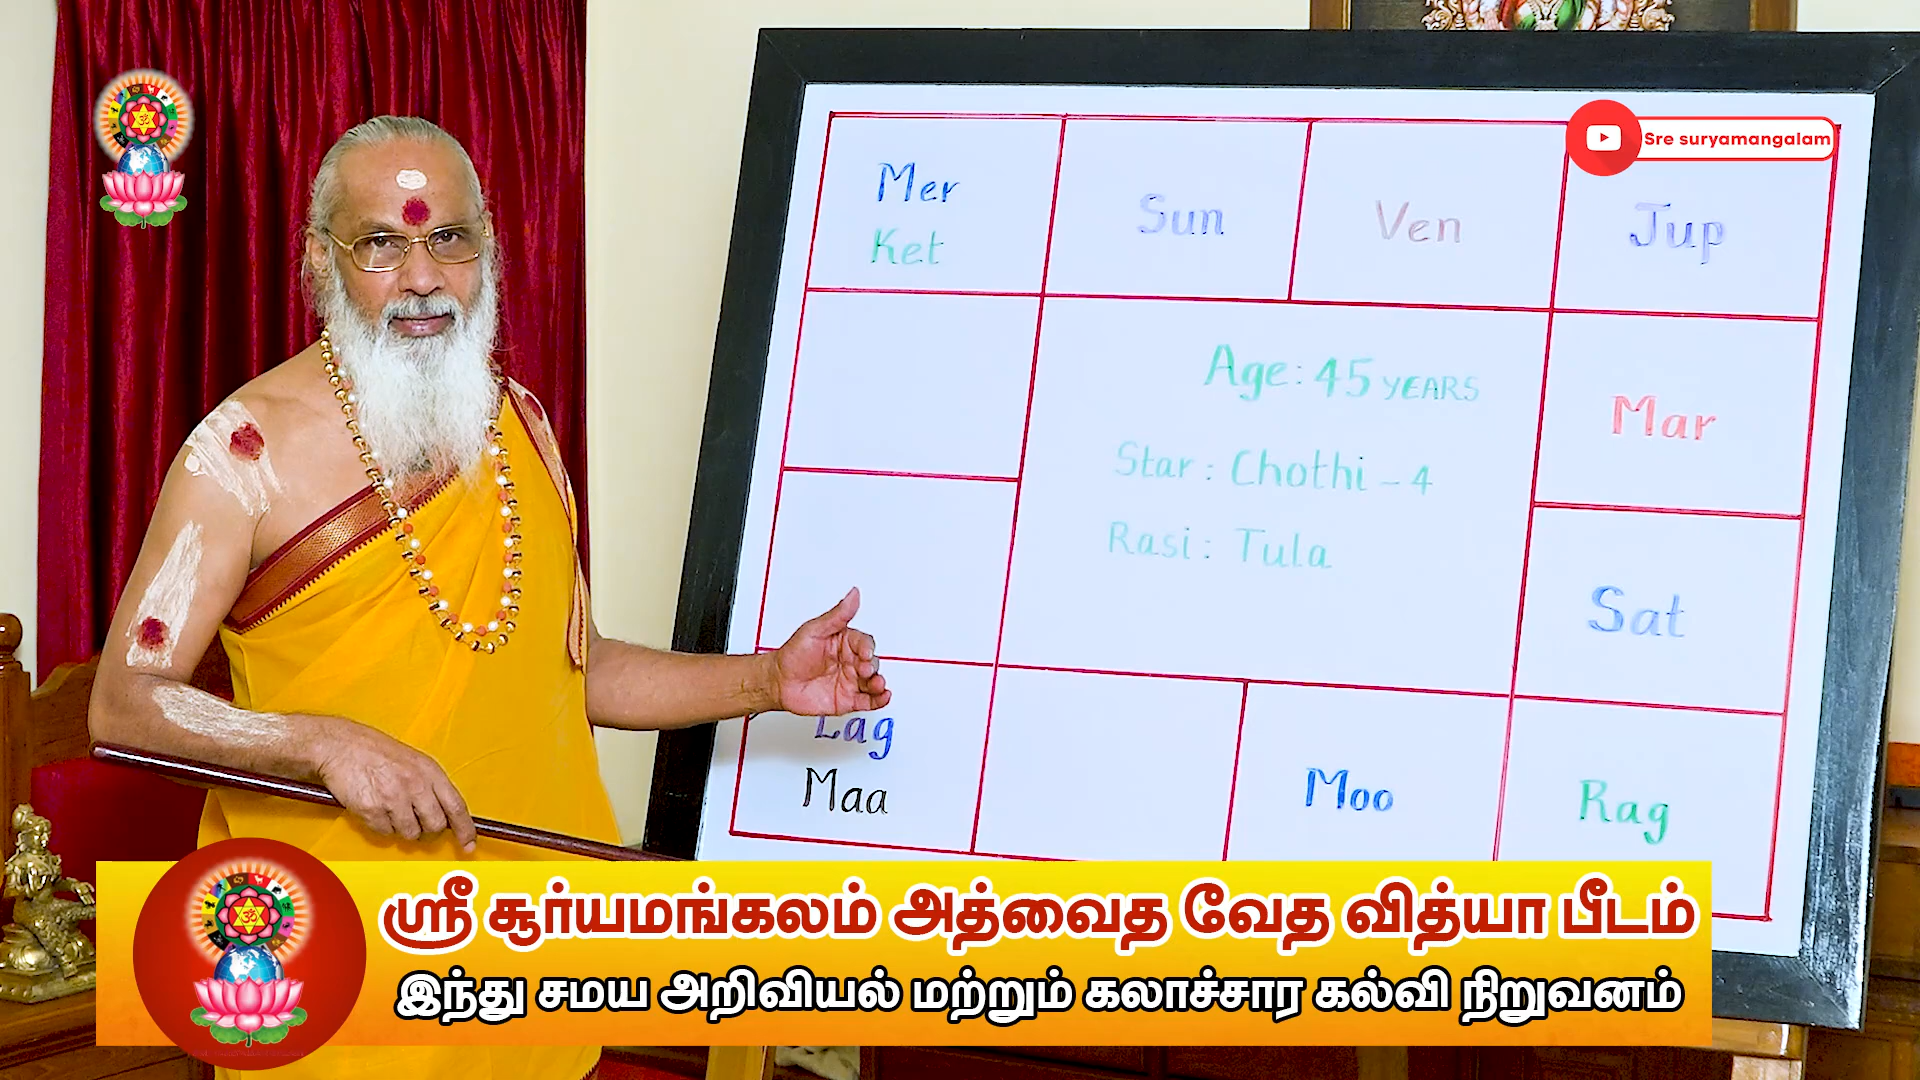 Sre suryamangalam
Mer
Ket
Sun
Ven
Jup
Age: 45 YEARS
Mar
Star : Chothi - 4
Rasi : Tula
Sat
Lag
Maa
Moo
Rag
ஸ்ரீ சூர்யமங்கலம் அத்வைத வேத வித்யா பீடம்
இந்து சமய அறிவியல் மற்றும் கலாச்சார கல்வி நிறுவனம்